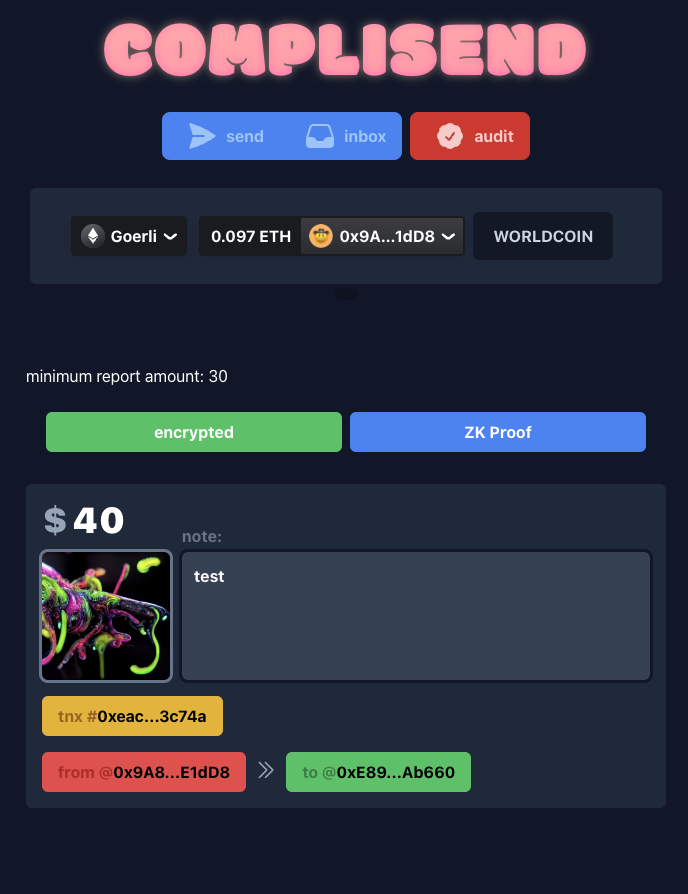 COMPLISEND
send inbox audit
Goerli 0.097 ETH 0x9A...1dD8 WORLDCOIN
minimum report amount: 30
encrypted ZK Proof
$ 40
note:
test
tnx #0xeac...3c74a
from @0x9A8...E1dD8 to @0xE89...Ab660